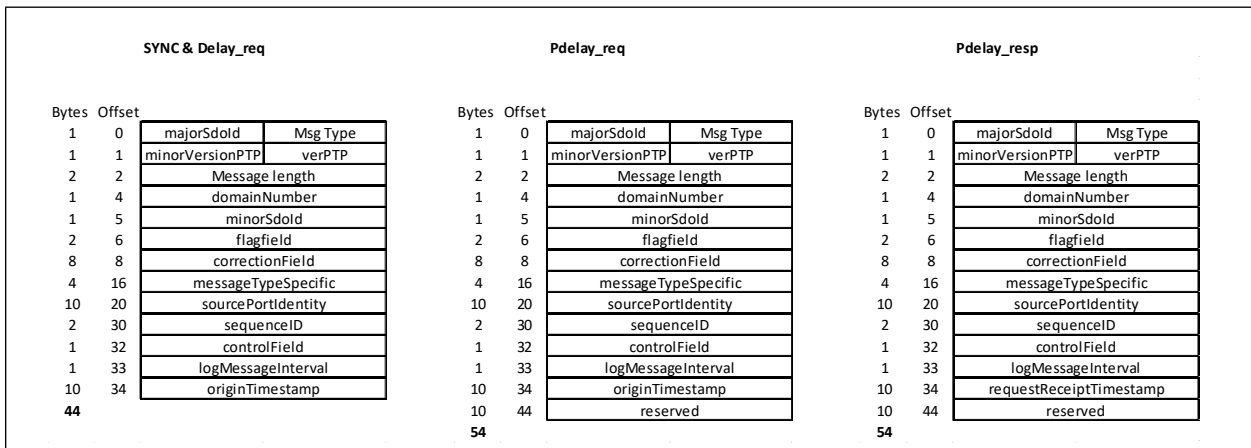 SYNC & Delay_req
Bytes Offset
1 0 majorSdoId Msg Type
1 1 minorVersionPTP verPTP
2 2 Message length
1 4 domainNumber
1 5 minorSdoId
2 6 flagfield
8 8 correctionField
4 16 messageTypeSpecific
10 20 sourcePortIdentity
2 30 sequenceID
1 32 controlField
1 33 logMessageInterval
10 34 originTimestamp
44
Pdelay_req
Bytes Offset
1 0 majorSdoId Msg Type
1 1 minorVersionPTP verPTP
2 2 Message length
1 4 domainNumber
1 5 minorSdoId
2 6 flagfield
8 8 correctionField
4 16 messageTypeSpecific
10 20 sourcePortIdentity
2 30 sequenceID
1 32 controlField
1 33 logMessageInterval
10 34 originTimestamp
10 44 reserved
54
Pdelay_resp
Bytes Offset
1 0 majorSdoId Msg Type
1 1 minorVersionPTP verPTP
2 2 Message length
1 4 domainNumber
1 5 minorSdoId
2 6 flagfield
8 8 correctionField
4 16 messageTypeSpecific
10 20 sourcePortIdentity
2 30 sequenceID
1 32 controlField
1 33 logMessageInterval
10 34 requestReceiptTimestamp
10 44 reserved
54